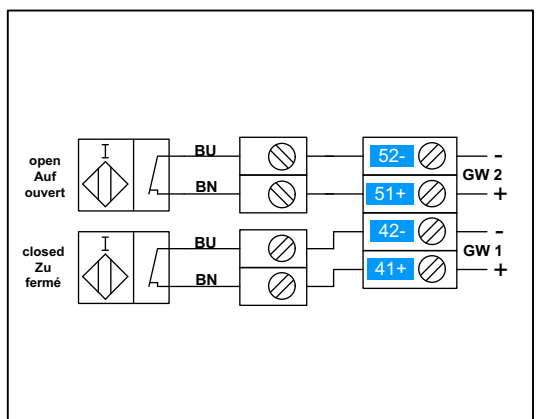 open
Auf
ouvert
BU
BN
52-
51+
-
GW 2
+
closed
Zu
fermé
BU
BN
42-
41+
-
GW 1
+